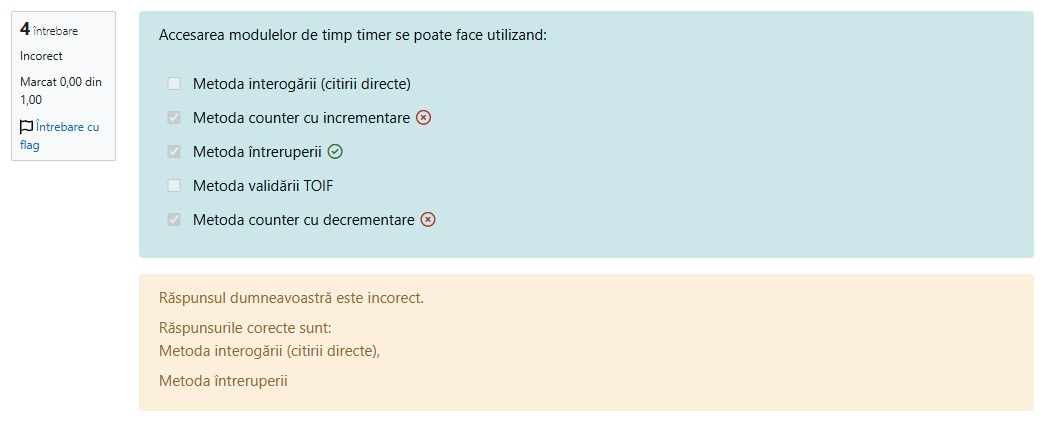 4 întrebare
Incorect
Marcat 0,00 din
1,00
Întrebare cu
flag
Accesarea modulelor de timp timer se poate face utilizand:
Metoda interogării (citirii directe)
Metoda counter cu incrementare
Metoda întreruperii
Metoda validării TOIF
Metoda counter cu decrementare
Răspunsul dumneavoastră este incorect.
Răspunsurile corecte sunt:
Metoda interogării (citirii directe),
Metoda întreruperii